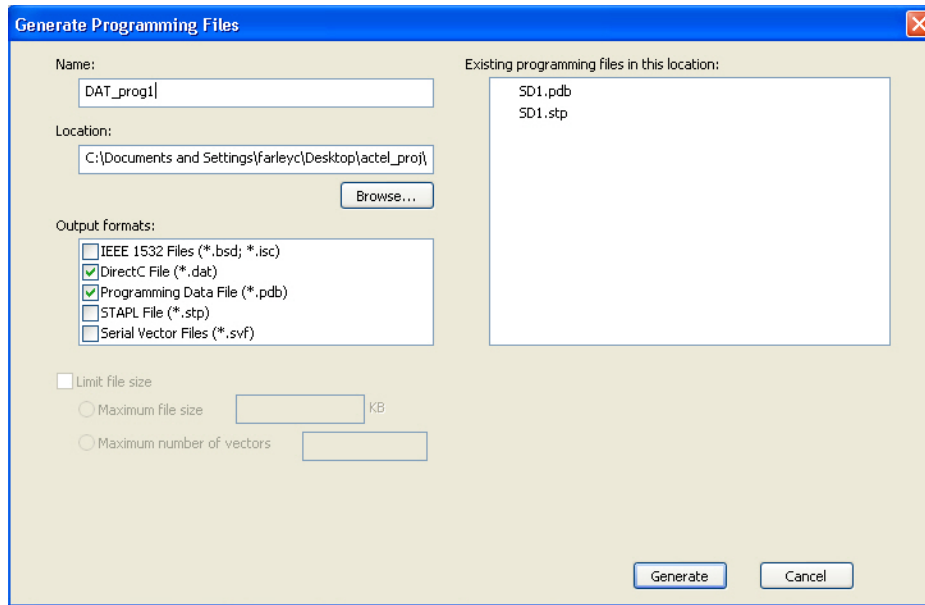 Generate Programming Files
Name:
DAT_prog1
Location:
C:\Documents and Settings\farleyc\Desktop\actel_proj\
Browse...
Output formats:
IEEE 1532 Files (*.bsd; *.isc)
DirectC File (*.dat)
Programming Data File (*.pdb)
STAPL File (*.stp)
Serial Vector Files (*.svf)
Limit file size
Maximum file size
KB
Maximum number of vectors
Existing programming files in this location:
SD1.pdb
SD1.stp
Generate
Cancel